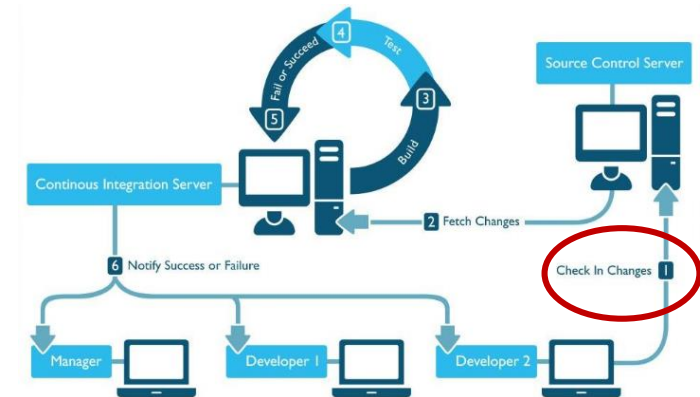 4
Test
Fail or Succeed
Source Control Server
3
5
Build
Continous Integration Server
2 Fetch Changes
6 Notify Success or Failure
Check In Changes 1
Manager
Developer 1
Developer 2